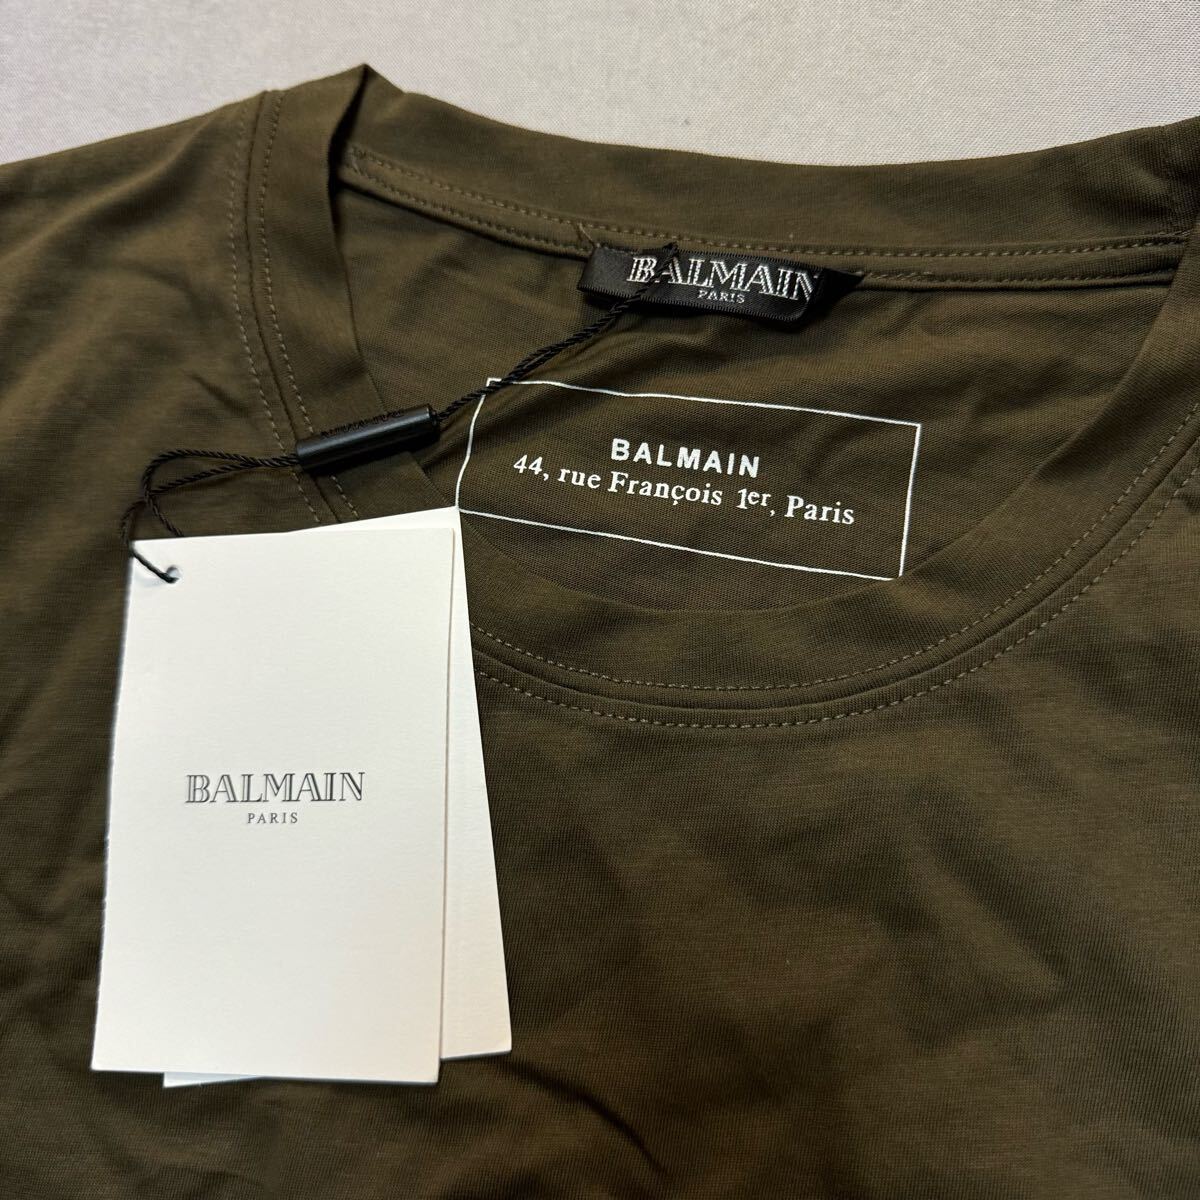 BALMAIN
PARIS
BALMAIN
44, rue François 1er, Paris
BALMAIN
PARIS